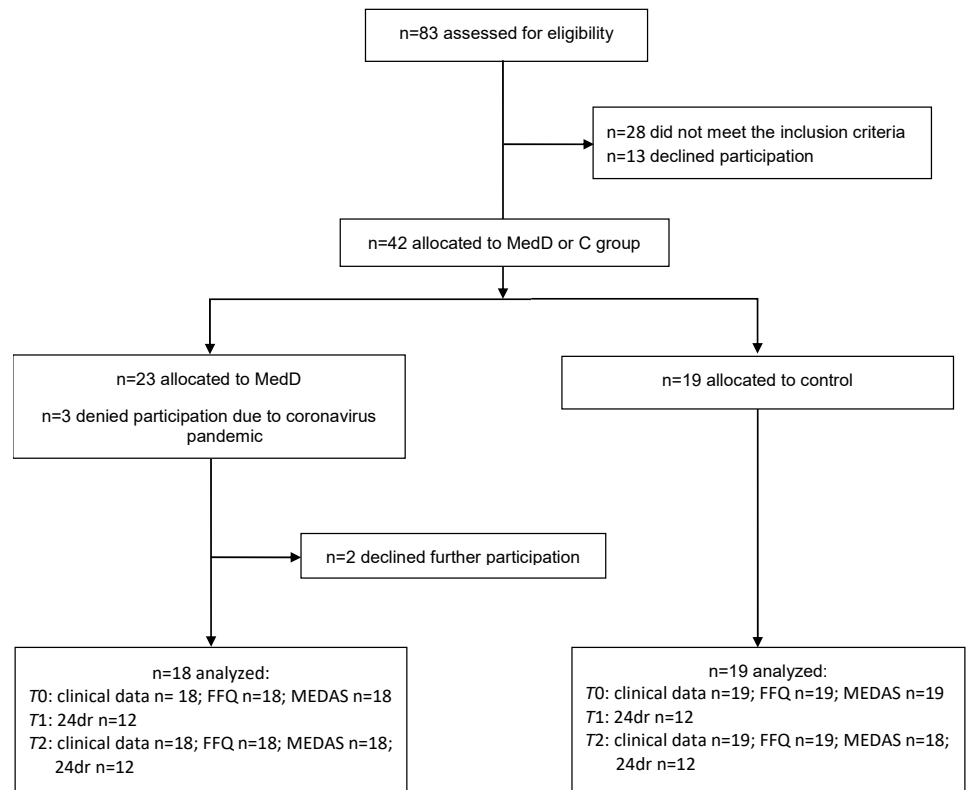 n=83 assessed for eligibility
n=28 did not meet the inclusion criteria
n=13 declined participation
n=42 allocated to MedD or C group
n=23 allocated to MedD
n=3 denied participation due to coronavirus
pandemic
n=19 allocated to control
n=2 declined further participation
n=18 analyzed:
T0: clinical data n= 18; FFQ n=18; MEDAS n=18
T1: 24dr n=12
T2: clinical data n=18; FFQ n=18; MEDAS n=18;
24dr n=12
n=19 analyzed:
T0: clinical data n=19; FFQ n=19; MEDAS n=19
T1: 24dr n=12
T2: clinical data n=19; FFQ n=19; MEDAS n=18;
24dr n=12